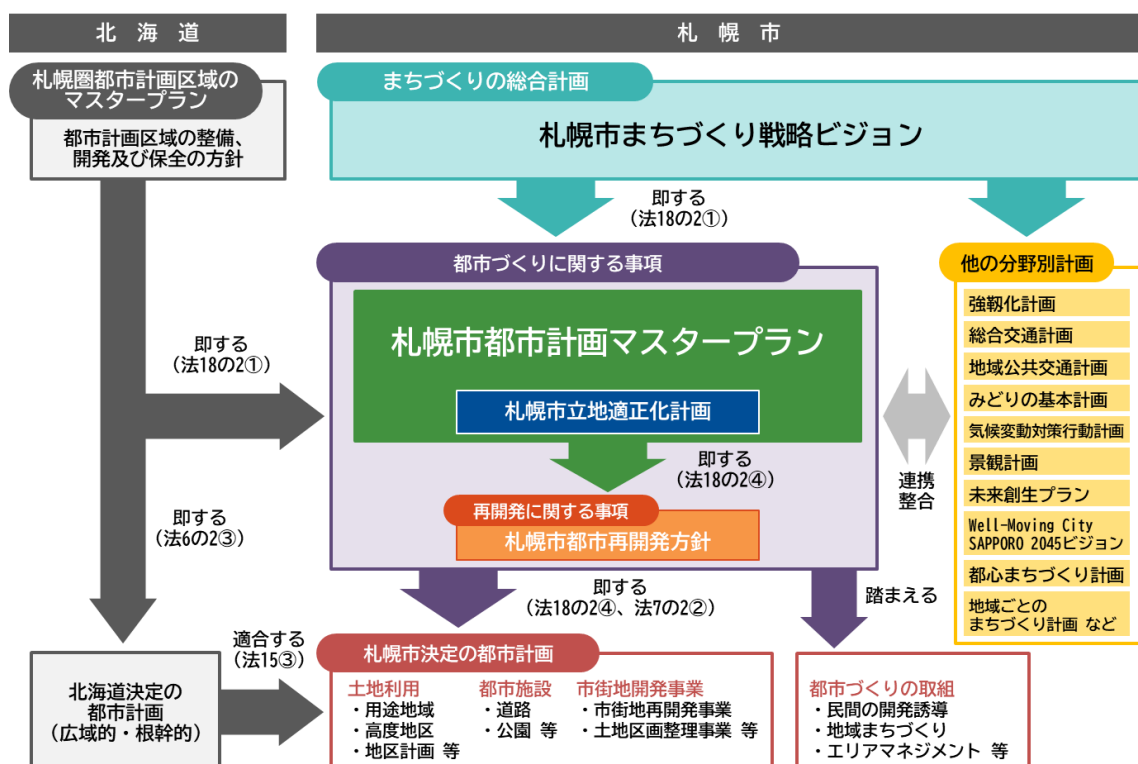 北海道
札幌市
札幌圏都市計画区域の
マスタープラン
都市計画区域の整備、
開発及び保全の方針
まちづくりの総合計画
札幌市まちづくり戦略ビジョン
即する
（法18の2①）
都市づくりに関する事項
札幌市都市計画マスタープラン
札幌市立地適正化計画
即する
（法18の2④）
再開発に関する事項
札幌市都市再開発方針
他の分野別計画
強靱化計画
総合交通計画
地域公共交通計画
みどりの基本計画
気候変動対策行動計画
景観計画
未来創生プラン
Well-Moving City
SAPPORO 2045ビジョン
都心まちづくり計画
地域ごとの
まちづくり計画 など
連携
整合
即する
（法18の2①）
即する
（法6の2③）
即する
（法18の2④、法7の2②）
踏まえる
北海道決定の
都市計画
（広域的・根幹的）
適合する
（法15③）
札幌市決定の都市計画
土地利用
・用途地域
・高度地区
・地区計画 等
都市施設
・道路
・公園 等
市街地開発事業
・市街地再開発事業
・土地区画整理事業 等
都市づくりの取組
・民間の開発誘導
・地域まちづくり
・エリアマネジメント 等